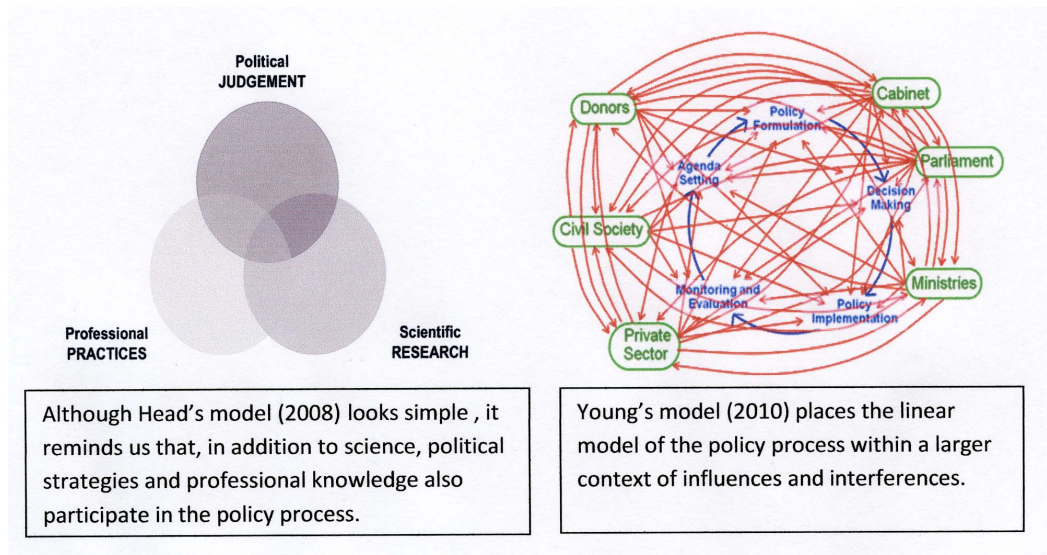 Political
JUDGEMENT
Professional
PRACTICES
Scientific
RESEARCH
Although Head’s model (2008) looks simple , it
reminds us that, in addition to science, political
strategies and professional knowledge also
participate in the policy process.
Donors
Cabinet
Policy
Formulation
Parliament
Agenda
Setting
Decision
Making
Civil Society
Ministries
Monitoring and
Evaluation
Policy
Implementation
Private
Sector
Young’s model (2010) places the linear
model of the policy process within a larger
context of influences and interferences.